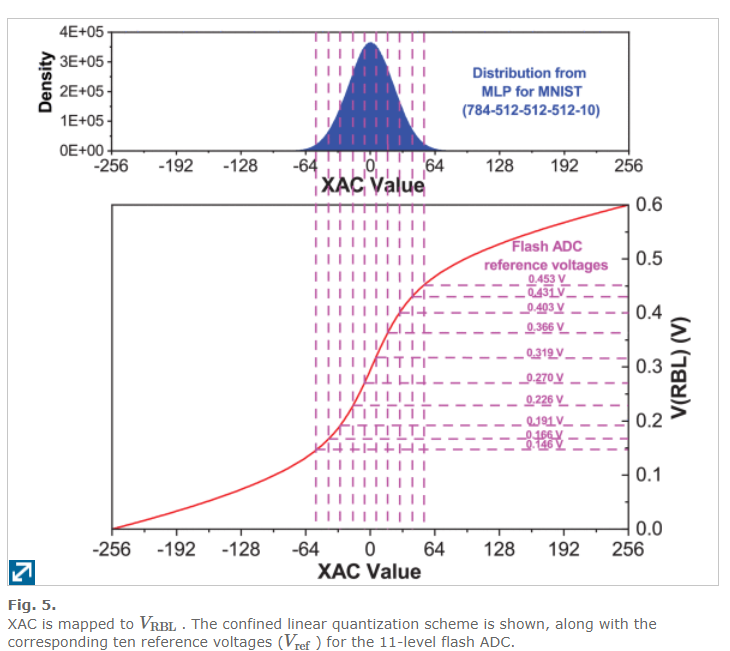 4E+05
3E+05
2E+05
1E+05
0E+00
Density
Distribution from
MLP for MNIST
(784-512-512-512-10)
-256 -192 -128 -64 0 64 128 192 256
XAC Value
0.6
0.5
0.4
0.3
0.2
0.1
0.0
V(RBL) (V)
Flash ADC
reference voltages
0.453 V
0.431 V
0.403 V
0.366 V
0.319 V
0.270 V
0.226 V
0.191 V
0.166 V
0.146 V
-256 -192 -128 -64 0 64 128 192 256
XAC Value
Fig. 5.
XAC is mapped to V_RBL . The confined linear quantization scheme is shown, along with the
corresponding ten reference voltages (V_ref ) for the 11-level flash ADC.